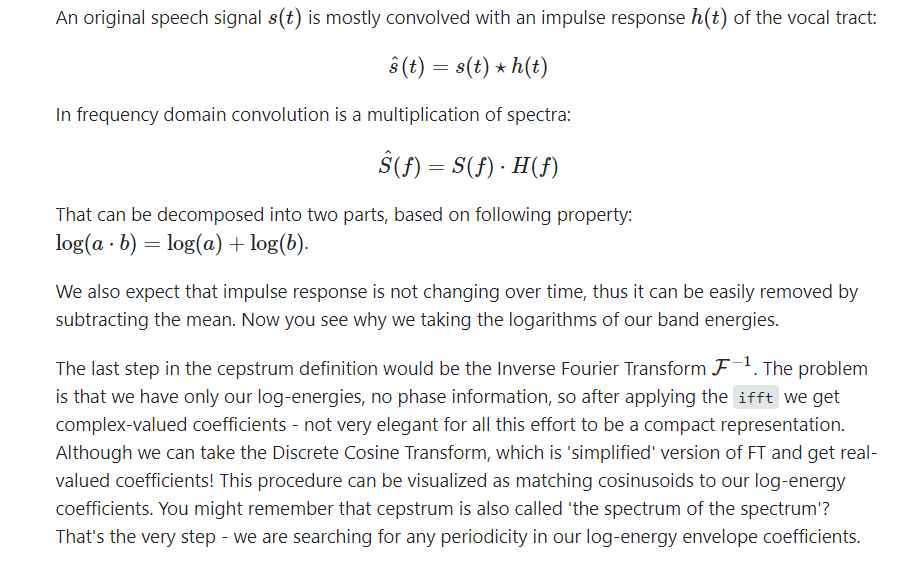 An original speech signal s(t) is mostly convolved with an impulse response h(t) of the vocal tract:
ŝ(t) = s(t) ⋆ h(t)
In frequency domain convolution is a multiplication of spectra:
Ŝ(f) = S(f) · H(f)
That can be decomposed into two parts, based on following property:
log(a · b) = log(a) + log(b).
We also expect that impulse response is not changing over time, thus it can be easily removed by
subtracting the mean. Now you see why we taking the logarithms of our band energies.
The last step in the cepstrum definition would be the Inverse Fourier Transform ℱ⁻¹. The problem
is that we have only our log-energies, no phase information, so after applying the ifft we get
complex-valued coefficients - not very elegant for all this effort to be a compact representation.
Although we can take the Discrete Cosine Transform, which is 'simplified' version of FT and get real-
valued coefficients! This procedure can be visualized as matching cosinusoids to our log-energy
coefficients. You might remember that cepstrum is also called 'the spectrum of the spectrum'?
That's the very step - we are searching for any periodicity in our log-energy envelope coefficients.